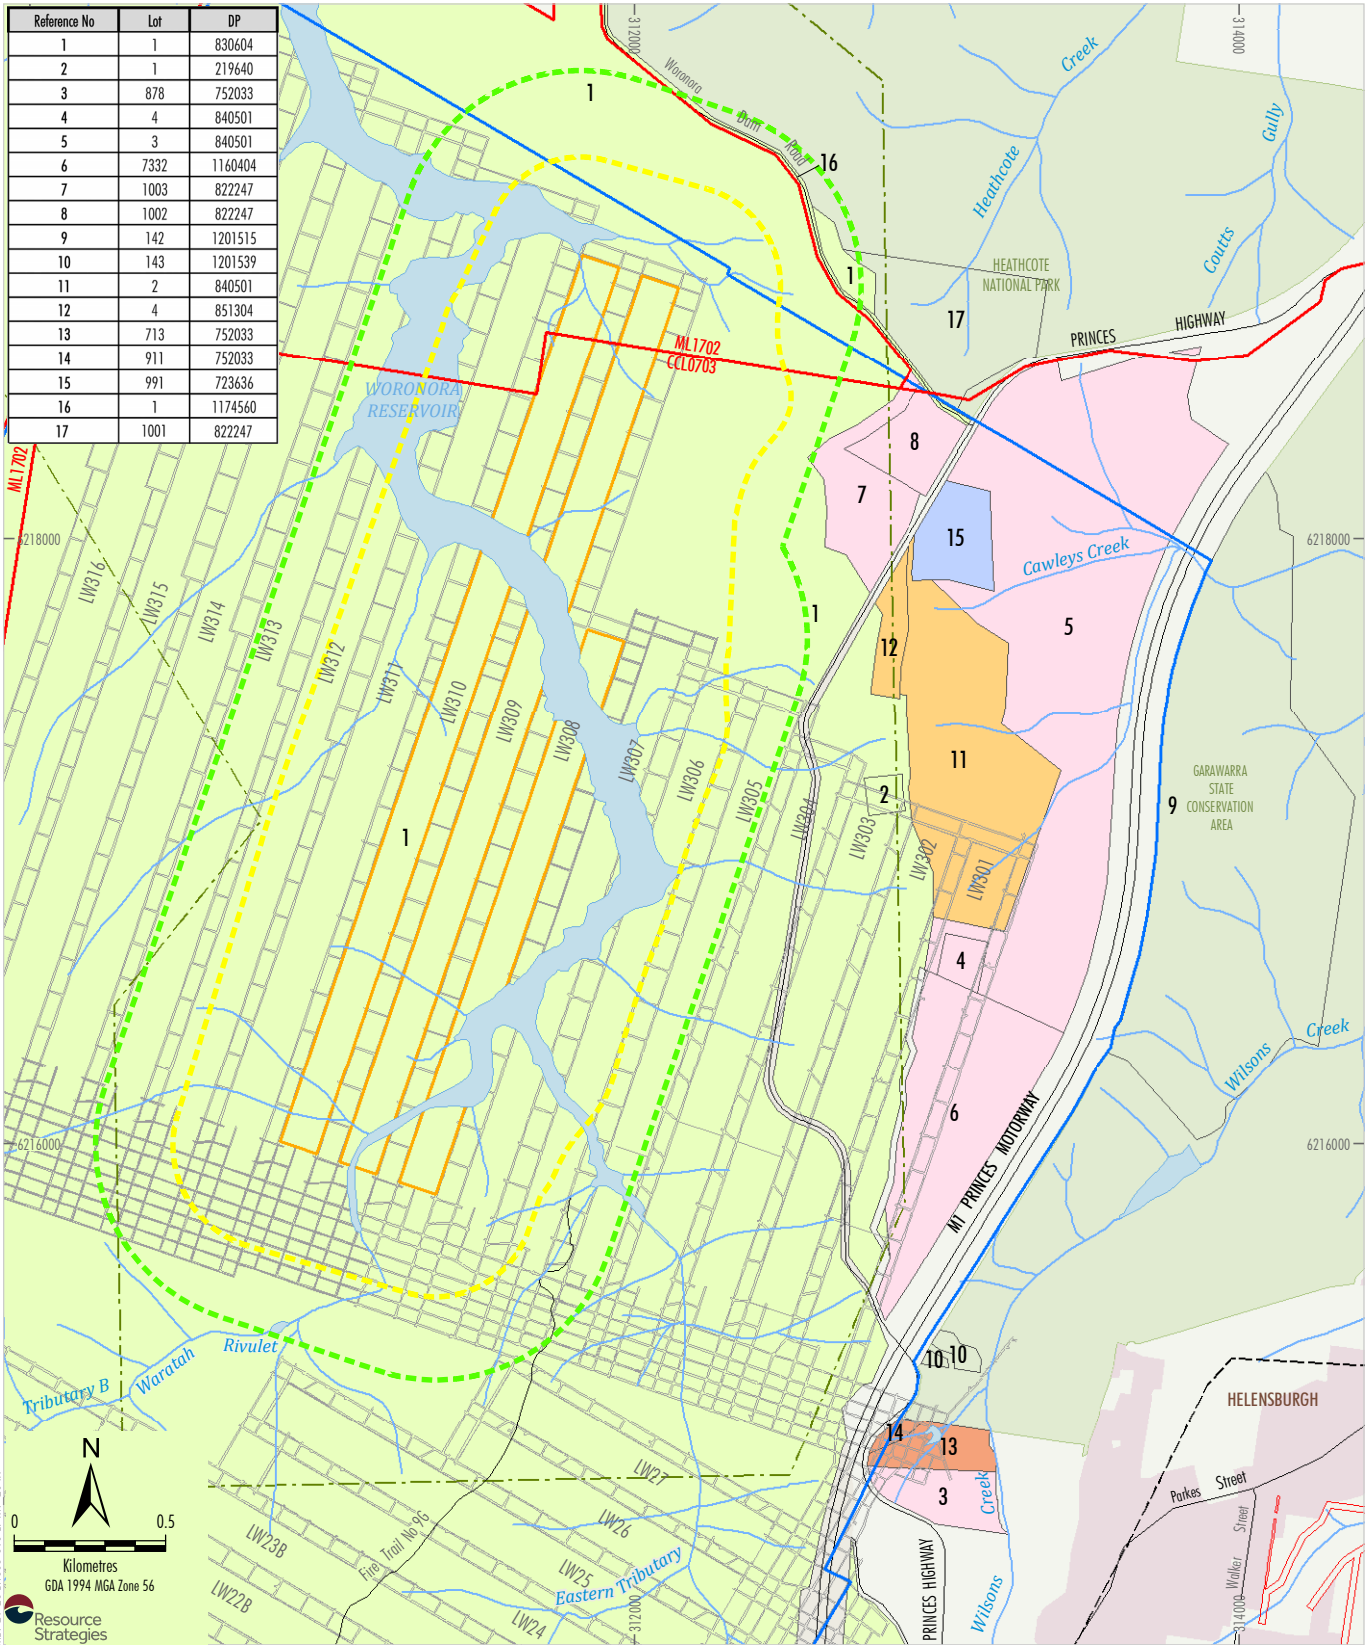 Reference No Lot DP
1 1 830604
2 1 219640
3 878 752033
4 4 840501
5 3 840501
6 7332 1160404
7 1003 822247
8 1002 822247
9 142 1201515
10 143 1201539
11 2 840501
12 4 851304
13 713 752033
14 911 752033
15 991 723636
16 1 1174560
17 1001 822247
312000
314000
Woronora Dam Road
Creek
Heathcote
Gully
Coutts
1
16
1
17
HEATHCOTE
NATIONAL PARK
PRINCES HIGHWAY
ML1702
CCL0703
WORONORA
RESERVOIR
ML1702
8
7
15
Cawleys Creek
5
6218000
6218000
1
12
11
2
9
GARAWARRA
STATE
CONSERVATION
AREA
LW316
LW315
LW314
LW313
LW312
LW311
LW310
LW309
LW308
LW307
LW306
LW305
LW304
LW303
LW302
LW301
1
4
6
Wilsons Creek
M1 PRINCES MOTORWAY
6216000
6216000
10 10
14
13
3
HELENSBURGH
Parkes Street
Walker Street
Creek
Wilsons
PRINCES HIGHWAY
Rivulet
Waratah
Tributary B
LW27
LW26
LW25
LW24
LW23B
LW22B
Fire Trail No 9G
Eastern Tributary
312000
314000
N
0 0.5
Kilometres
GDA 1994 MGA Zone 56
Resource
Strategies